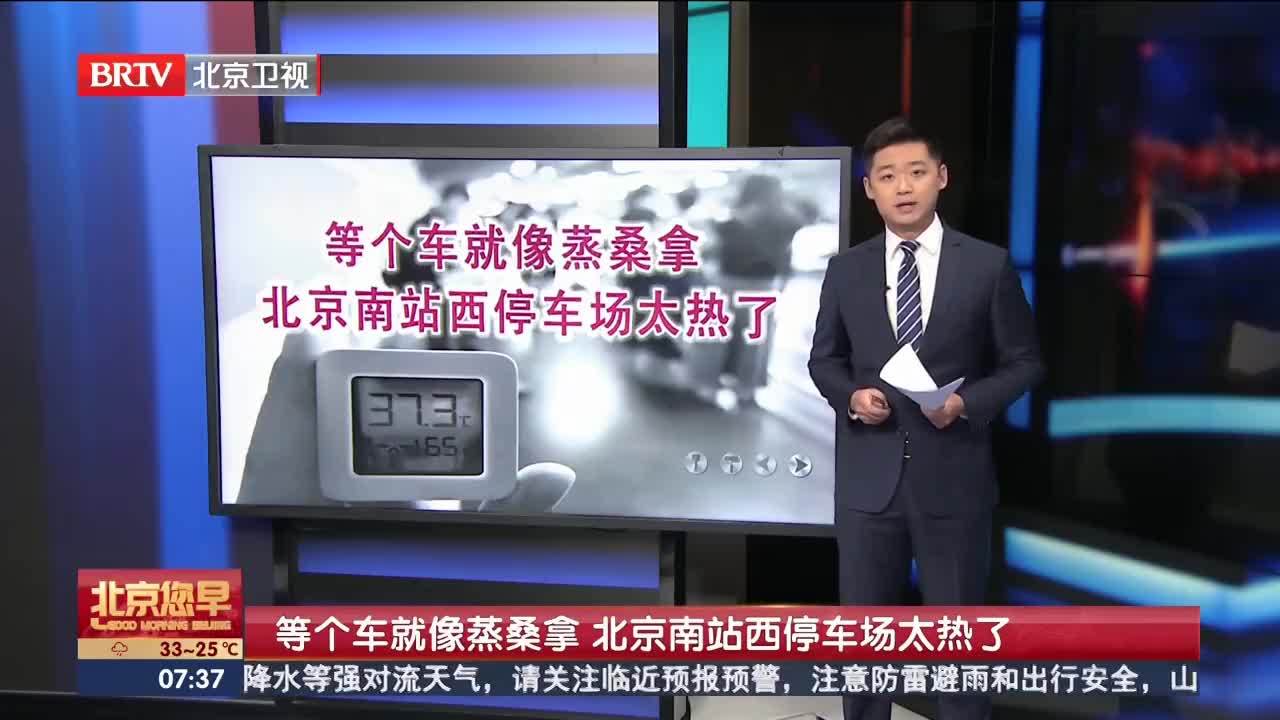 BRTV 北京卫视
等个车就像蒸桑拿
北京南站西停车场太热了
37.3℃
65
北京您早
GOOD MORNING BEIJING
等个车就像蒸桑拿 北京南站西停车场太热了
33~25℃
07:37 降水等强对流天气，请关注临近预报预警，注意防雷避雨和出行安全，山